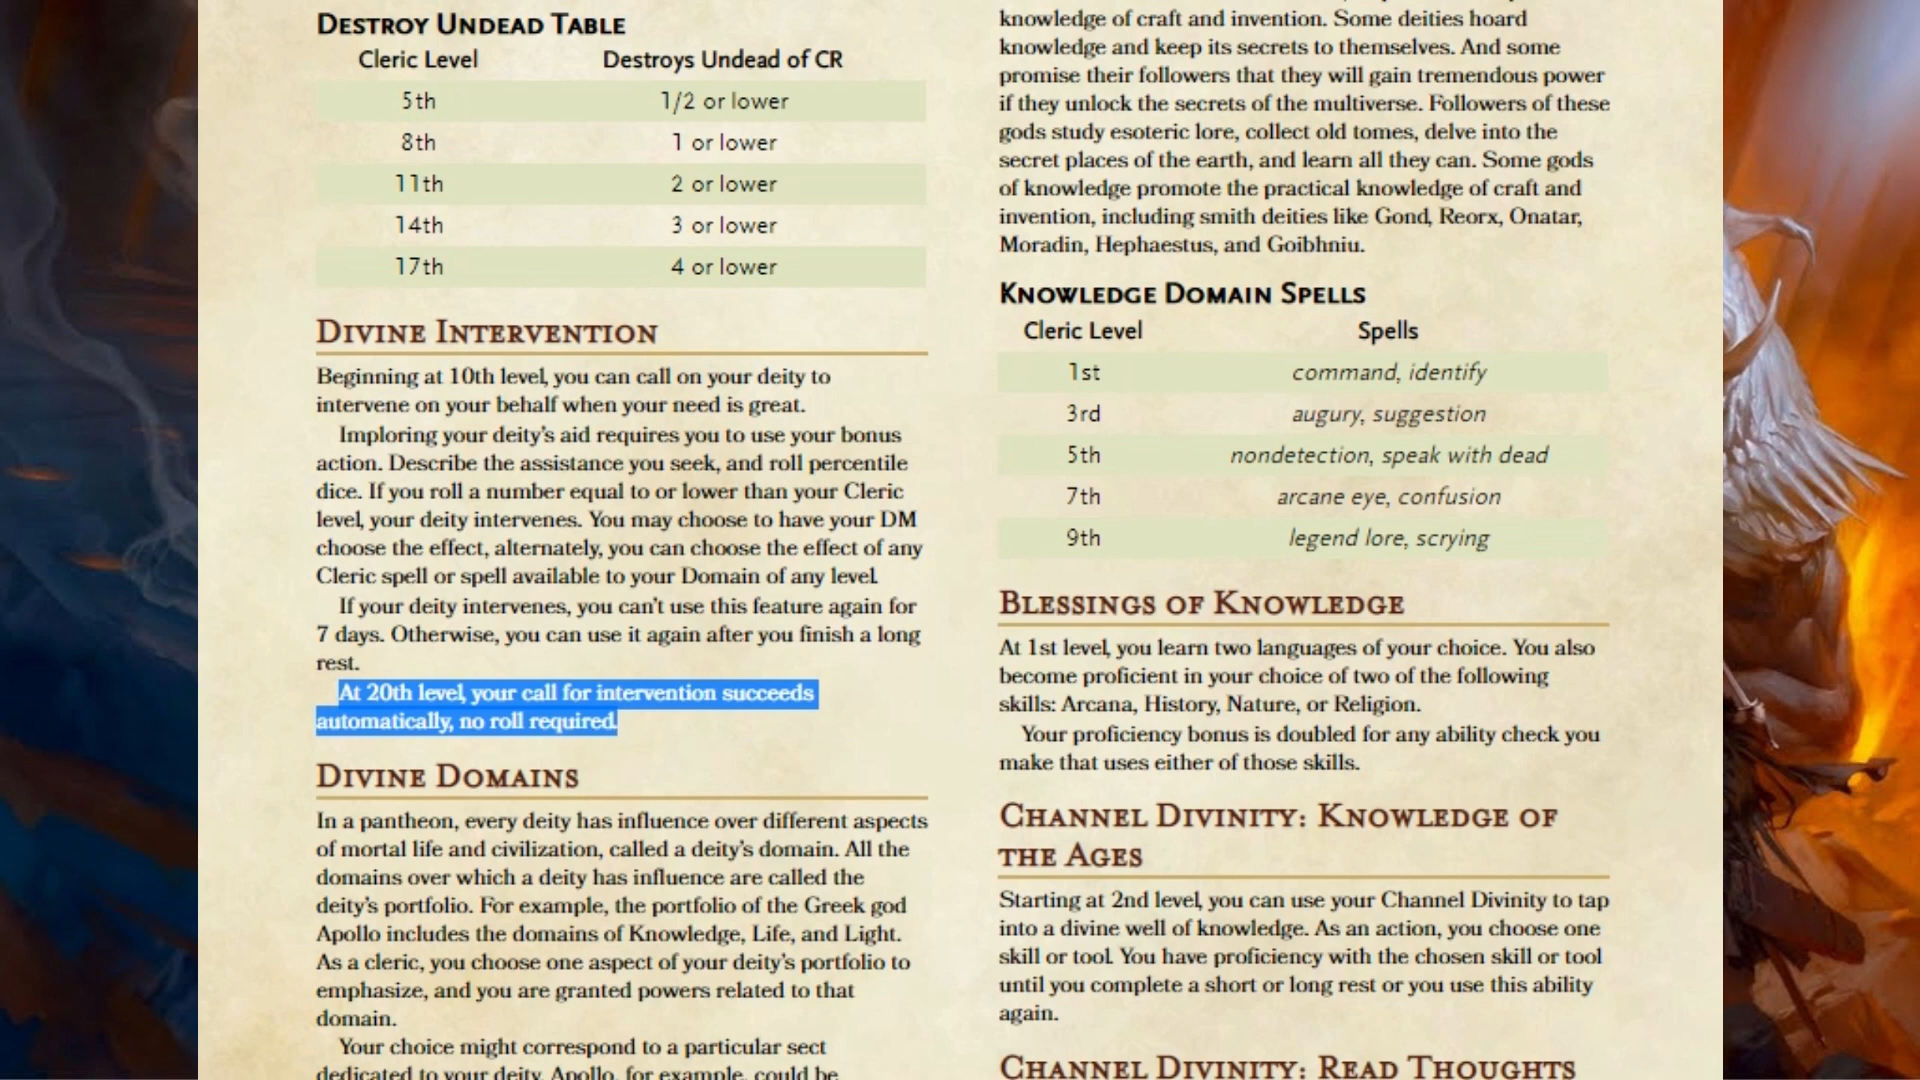 DESTROY UNDEAD TABLE
Cleric Level Destroys Undead of CR
5th 1/2 or lower
8th 1 or lower
11th 2 or lower
14th 3 or lower
17th 4 or lower
DIVINE INTERVENTION
Beginning at 10th level, you can call on your deity to
intervene on your behalf when your need is great.
Imploring your deity's aid requires you to use your bonus
action. Describe the assistance you seek, and roll percentile
dice. If you roll a number equal to or lower than your Cleric
level, your deity intervenes. You may choose to have your DM
choose the effect, alternately, you can choose the effect of any
Cleric spell or spell available to your Domain of any level.
If your deity intervenes, you can't use this feature again for
7 days. Otherwise, you can use it again after you finish a long
rest.
At 20th level, your call for intervention succeeds
automatically, no roll required.
DIVINE DOMAINS
In a pantheon, every deity has influence over different aspects
of mortal life and civilization, called a deity's domain. All the
domains over which a deity has influence are called the
deity's portfolio. For example, the portfolio of the Greek god
Apollo includes the domains of Knowledge, Life, and Light.
As a cleric, you choose one aspect of your deity's portfolio to
emphasize, and you are granted powers related to that
domain.
Your choice might correspond to a particular sect
dedicated to your deity. Apollo, for example, could be
knowledge of craft and invention. Some deities hoard
knowledge and keep its secrets to themselves. And some
promise their followers that they will gain tremendous power
if they unlock the secrets of the multiverse. Followers of these
gods study esoteric lore, collect old tomes, delve into the
secret places of the earth, and learn all they can. Some gods
of knowledge promote the practical knowledge of craft and
invention, including smith deities like Gond, Reorx, Onatar,
Moradin, Hephaestus, and Goibhniu.
KNOWLEDGE DOMAIN SPELLS
Cleric Level Spells
1st command, identify
3rd augury, suggestion
5th nondetection, speak with dead
7th arcane eye, confusion
9th legend lore, scrying
BLESSINGS OF KNOWLEDGE
At 1st level, you learn two languages of your choice. You also
become proficient in your choice of two of the following
skills: Arcana, History, Nature, or Religion.
Your proficiency bonus is doubled for any ability check you
make that uses either of those skills.
CHANNEL DIVINITY: KNOWLEDGE OF
THE AGES
Starting at 2nd level, you can use your Channel Divinity to tap
into a divine well of knowledge. As an action, you choose one
skill or tool. You have proficiency with the chosen skill or tool
until you complete a short or long rest or you use this ability
again.
CHANNEL DIVINITY: READ THOUGHTS